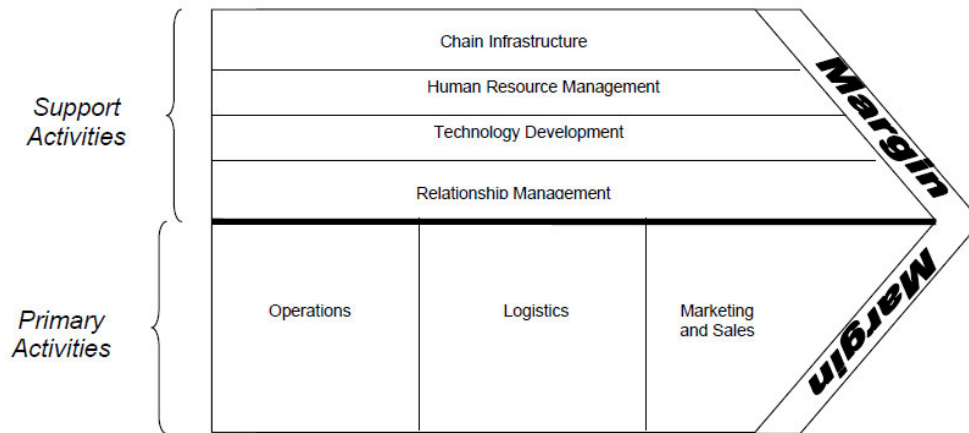 Chain Infrastructure
Human Resource Management
Support
Activities
Technology Development
Relationship Management
Margin
Primary
Activities
Operations
Logistics
Marketing
and Sales
Margin